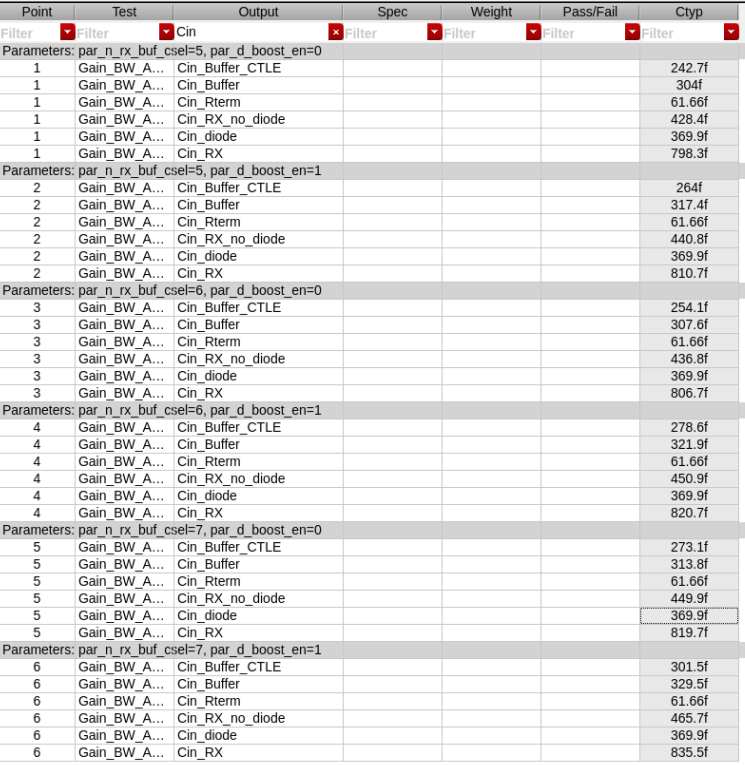 Point Test Output Spec Weight Pass/Fail Ctyp
Filter Filter Cin Filter Filter Filter Filter
Parameters: par_n_rx_buf_csel=5, par_d_boost_en=0
1 Gain_BW_A... Cin_Buffer_CTLE 242.7f
1 Gain_BW_A... Cin_Buffer 304f
1 Gain_BW_A... Cin_Rterm 61.66f
1 Gain_BW_A... Cin_RX_no_diode 428.4f
1 Gain_BW_A... Cin_diode 369.9f
1 Gain_BW_A... Cin_RX 798.3f
Parameters: par_n_rx_buf_csel=5, par_d_boost_en=1
2 Gain_BW_A... Cin_Buffer_CTLE 264f
2 Gain_BW_A... Cin_Buffer 317.4f
2 Gain_BW_A... Cin_Rterm 61.66f
2 Gain_BW_A... Cin_RX_no_diode 440.8f
2 Gain_BW_A... Cin_diode 369.9f
2 Gain_BW_A... Cin_RX 810.7f
Parameters: par_n_rx_buf_csel=6, par_d_boost_en=0
3 Gain_BW_A... Cin_Buffer_CTLE 254.1f
3 Gain_BW_A... Cin_Buffer 307.6f
3 Gain_BW_A... Cin_Rterm 61.66f
3 Gain_BW_A... Cin_RX_no_diode 436.8f
3 Gain_BW_A... Cin_diode 369.9f
3 Gain_BW_A... Cin_RX 806.7f
Parameters: par_n_rx_buf_csel=6, par_d_boost_en=1
4 Gain_BW_A... Cin_Buffer_CTLE 278.6f
4 Gain_BW_A... Cin_Buffer 321.9f
4 Gain_BW_A... Cin_Rterm 61.66f
4 Gain_BW_A... Cin_RX_no_diode 450.9f
4 Gain_BW_A... Cin_diode 369.9f
4 Gain_BW_A... Cin_RX 820.7f
Parameters: par_n_rx_buf_csel=7, par_d_boost_en=0
5 Gain_BW_A... Cin_Buffer_CTLE 273.1f
5 Gain_BW_A... Cin_Buffer 313.8f
5 Gain_BW_A... Cin_Rterm 61.66f
5 Gain_BW_A... Cin_RX_no_diode 449.9f
5 Gain_BW_A... Cin_diode 369.9f
5 Gain_BW_A... Cin_RX 819.7f
Parameters: par_n_rx_buf_csel=7, par_d_boost_en=1
6 Gain_BW_A... Cin_Buffer_CTLE 301.5f
6 Gain_BW_A... Cin_Buffer 329.5f
6 Gain_BW_A... Cin_Rterm 61.66f
6 Gain_BW_A... Cin_RX_no_diode 465.7f
6 Gain_BW_A... Cin_diode 369.9f
6 Gain_BW_A... Cin_RX 835.5f